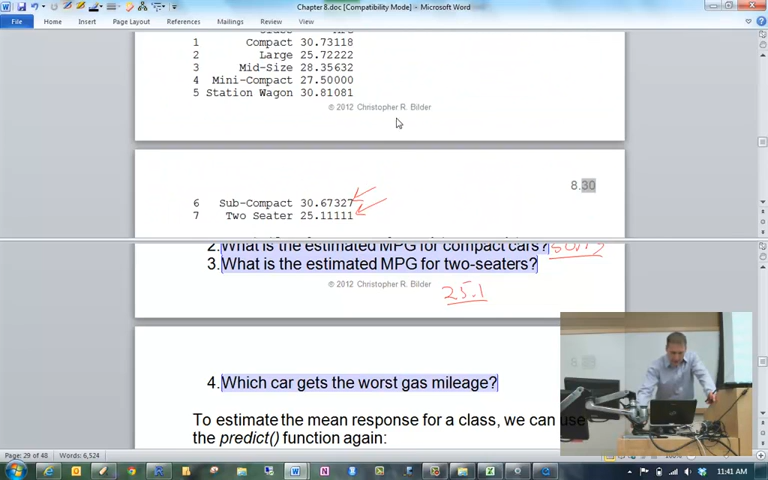 Chapter 8.doc [Compatibility Mode] - Microsoft Word
File Home Insert Page Layout References Mailings Review View
1 Compact 30.73118
2 Large 25.72222
3 Mid-Size 28.35632
4 Mini-Compact 27.50000
5 Station Wagon 30.81081
© 2012 Christopher R. Bilder
8.30
6 Sub-Compact 30.67327
7 Two Seater 25.11111
2. What is the estimated MPG for compact cars?
3. What is the estimated MPG for two-seaters?
© 2012 Christopher R. Bilder
25.1
4. Which car gets the worst gas mileage?
To estimate the mean response for a class, we can use
the predict() function again:
Page: 29 of 48 Words: 6,524
11:41 AM